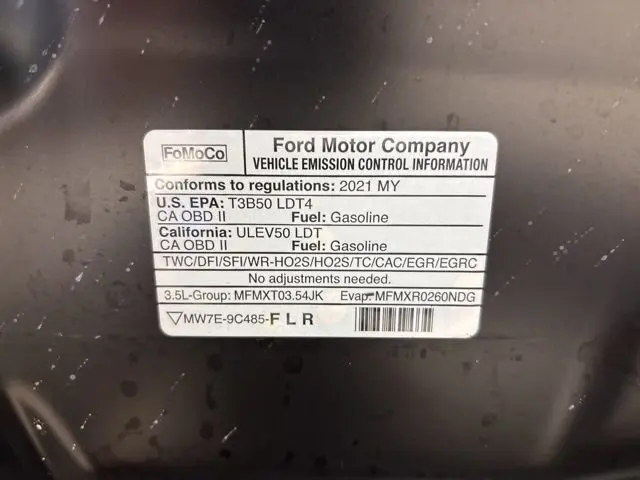 FoMoCo
Ford Motor Company
VEHICLE EMISSION CONTROL INFORMATION
Conforms to regulations: 2021 MY
U.S. EPA: T3B50 LDT4
CA OBD II Fuel: Gasoline
California: ULEV50 LDT
CA OBD II Fuel: Gasoline
TWC/DFI/SFI/WR-HO2S/HO2S/TC/CAC/EGR/EGRC
No adjustments needed.
3.5L-Group: MFMXT03.54JK Evap: MFMXR0260NDG
MW7E-9C485-F L R